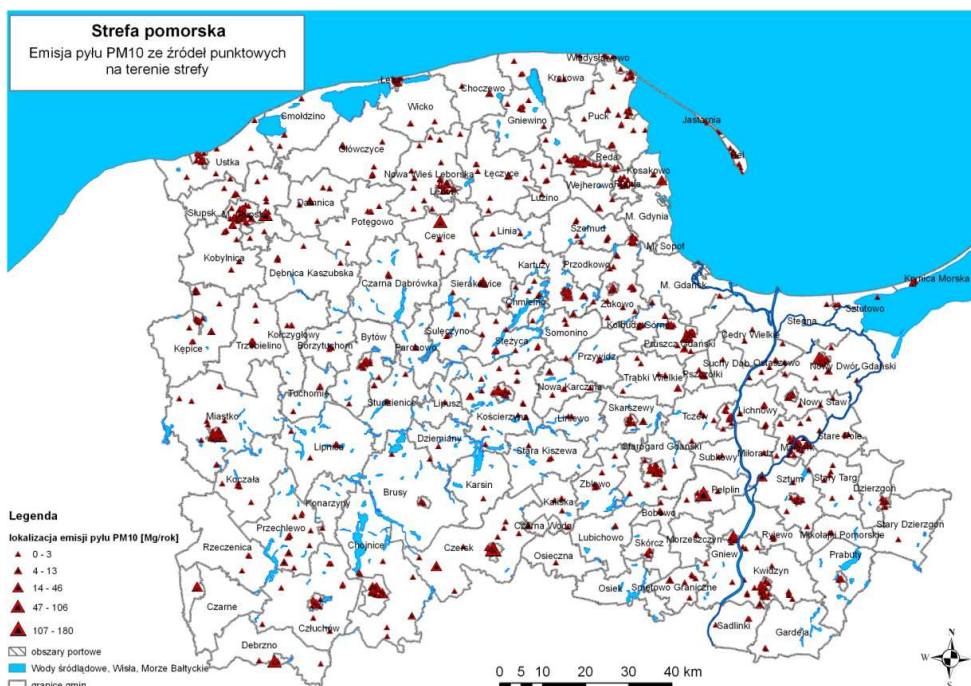 Strefa pomorska
Emisja pyłu PM10 ze źródeł punktowych
na terenie strefy
Władysławowo
Krokowa
Choczewo
Wicko
Gniewino
Puck
Smołdzino
Jastarnia
Hel
Główczyce
Ustka
Reda
Nowa Wieś Lęborska
Łęczyce
Kosakowo
Wejherowo
Luzino
Damnica
Słupsk
Potęgowo
Cewice
Linia
Szemud
M. Gdynia
M. Sopot
Kobylnica
Dębnica Kaszubska
Kartuzy
Przodkowo
Czarna Dąbrówka
Sierakowice
M. Gdańsk
Krynica Morska
Chmielno
Żukowo
Sztutowo
Stegna
Kołczygłowy
Sulęczyno
Kolbudy Górne
Kępice
Trzebielino
Borzytuchom
Bytów
Parchowo
Stężyca
Somonino
Pruszcz Gdański
Cedry Wielkie
Przywidz
Suchy Dąb
Ostaszewo
Nowy Dwór Gdański
Trąbki Wielkie
Pszczółki
Tuchomie
Studzienice
Lipusz
Nowa Karczma
Kościerzyna
Liniewo
Skarszewy
Tczew
Lichnowy
Nowy Staw
Miastko
Lipnica
Dziemiany
Stara Kiszewa
Starogard Gdański
Subkowy
Miłoradz
Malbork
Stare Pole
Koczała
Brusy
Karsin
Zblewo
Pelplin
Sztum
Stary Targ
Dzierzgoń
Konarzyny
Kaliska
Bobowo
Przechlewo
Czarna Woda
Stary Dzierzgoń
Rzeczenica
Chojnice
Czersk
Osieczna
Lubichowo
Skórcz
Morzeszczyn
Gniew
Ryjewo
Mikołajki Pomorskie
Prabuty
Czarne
Osiek
Smętowo Graniczne
Kwidzyn
Człuchów
Debrzno
Sadlinki
Gardeja
Legenda
lokalizacja emisji pyłu PM10 [Mg/rok]
0 - 3
4 - 13
14 - 46
47 - 106
107 - 180
obszary portowe
Wody śródlądowe, Wisła, Morze Bałtyckie
granice gmin
0 5 10 20 30 40 km
N
W
E
S